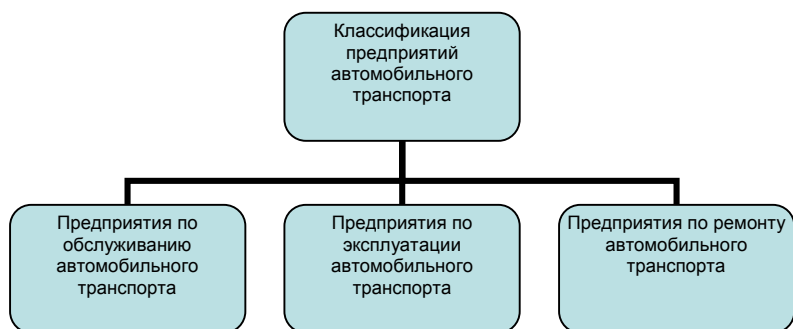 Классификация
предприятий
автомобильного
транспорта
Предприятия по
обслуживанию
автомобильного
транспорта
Предприятия по
эксплуатации
автомобильного
транспорта
Предприятия по ремонту
автомобильного
транспорта